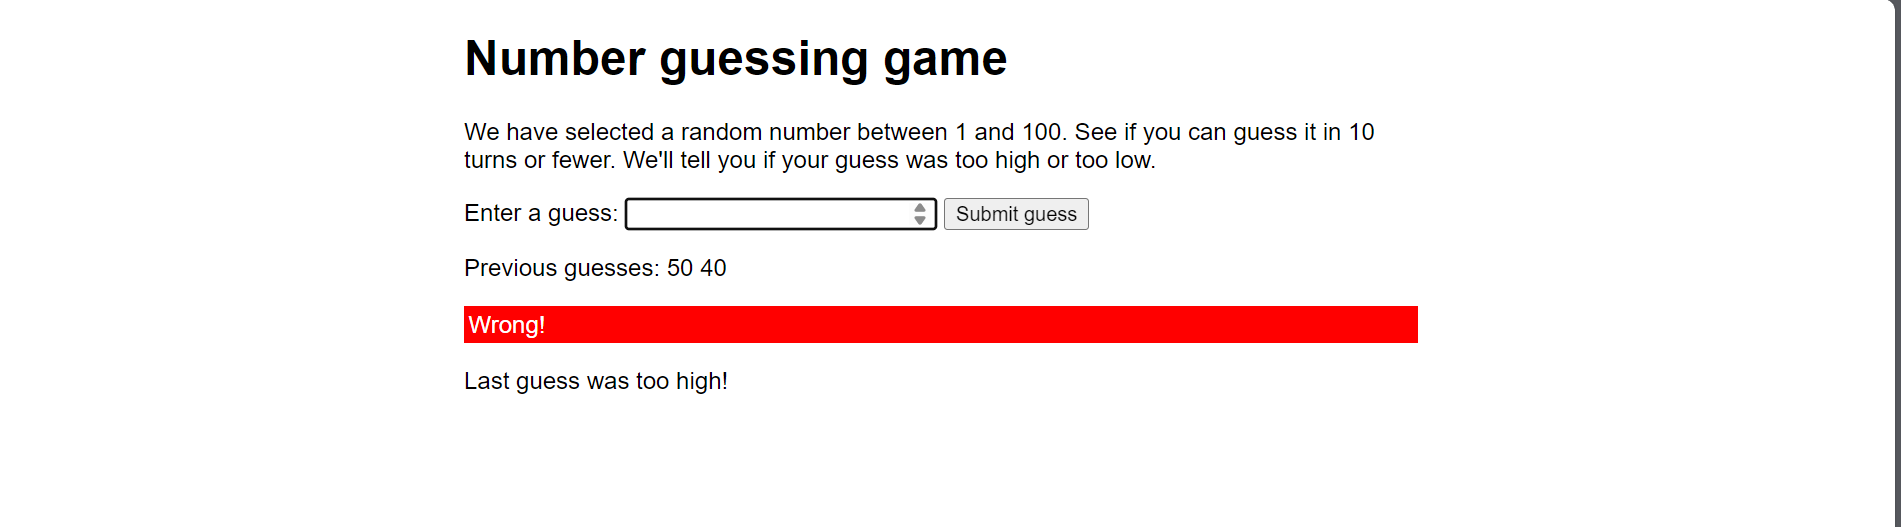 Number guessing game
We have selected a random number between 1 and 100. See if you can guess it in 10
turns or fewer. We'll tell you if your guess was too high or too low.
Enter a guess: Submit guess
Previous guesses: 50 40
Wrong!
Last guess was too high!